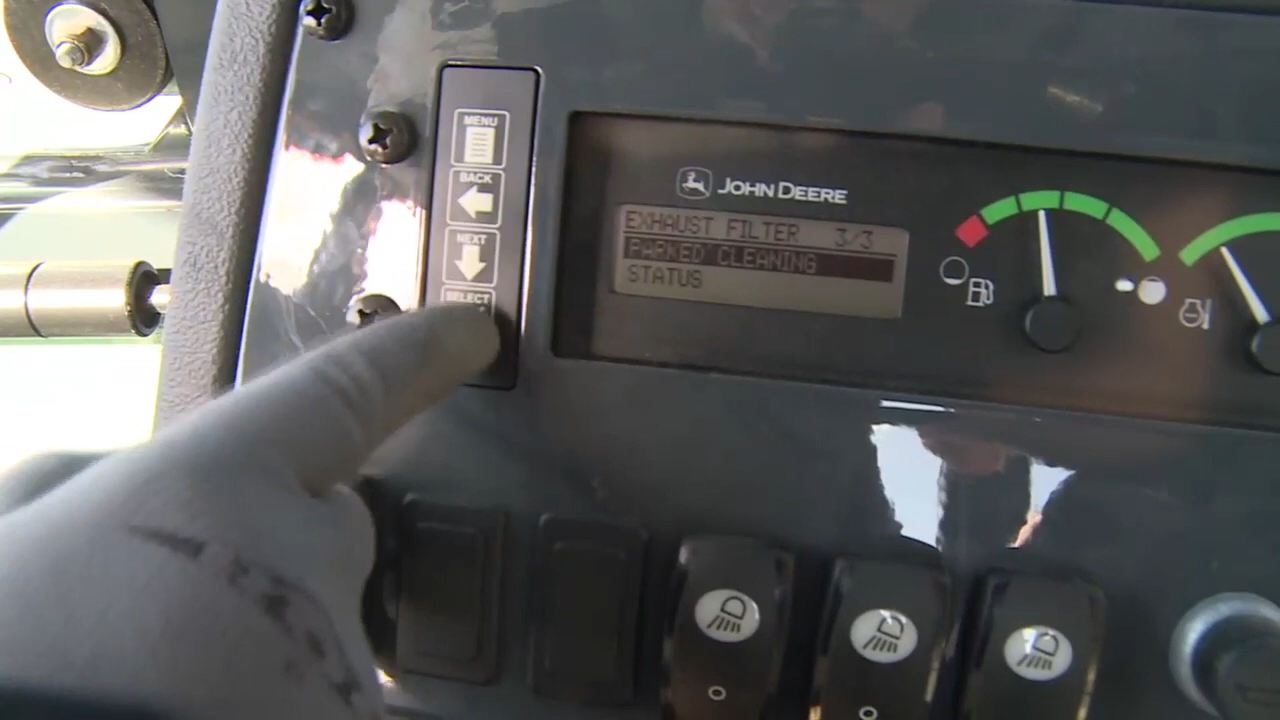 MENU
BACK
NEXT
SELECT
JOHN DEERE
EXHAUST FILTER 3/3
PARKED CLEANING
STATUS